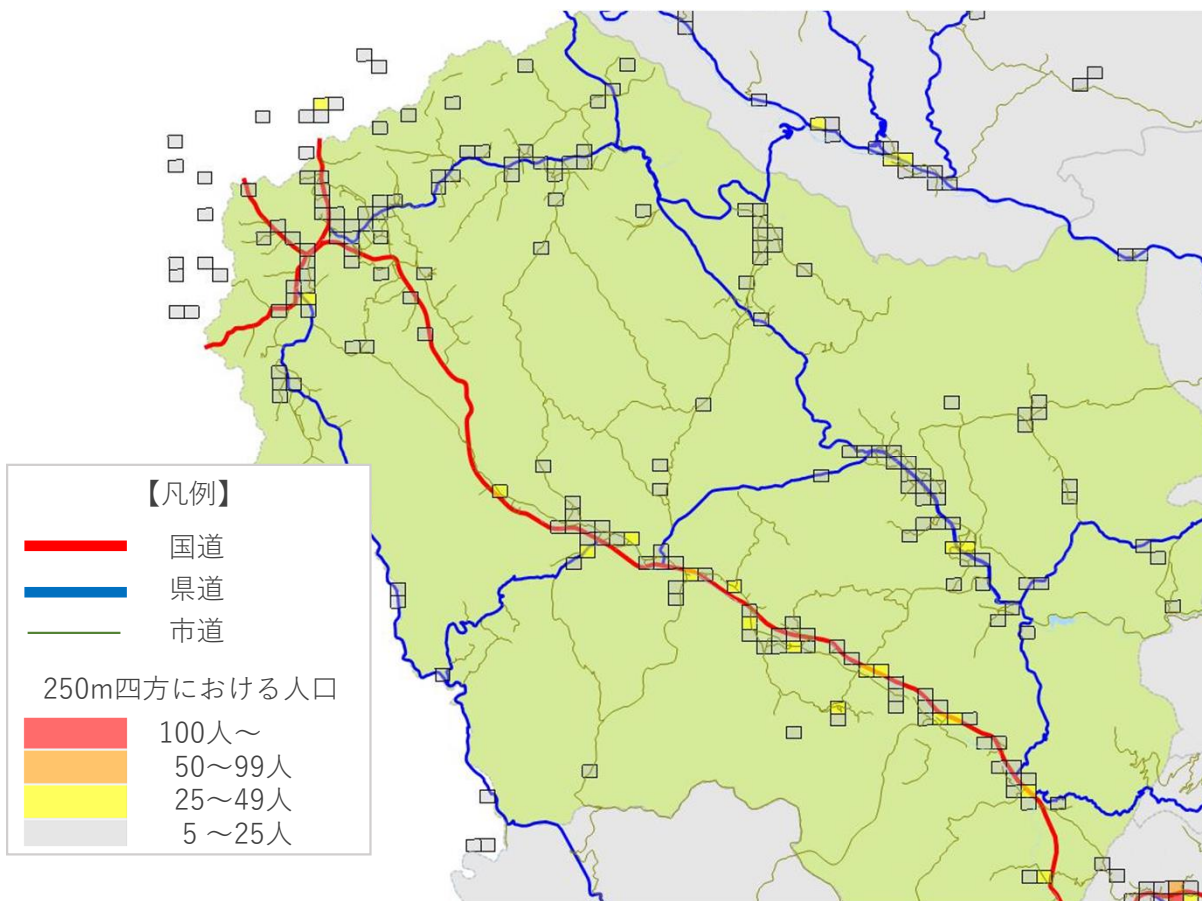 【凡例】
国道
県道
市道
250m四方における人口
100人～
50～99人
25～49人
5 ～25人